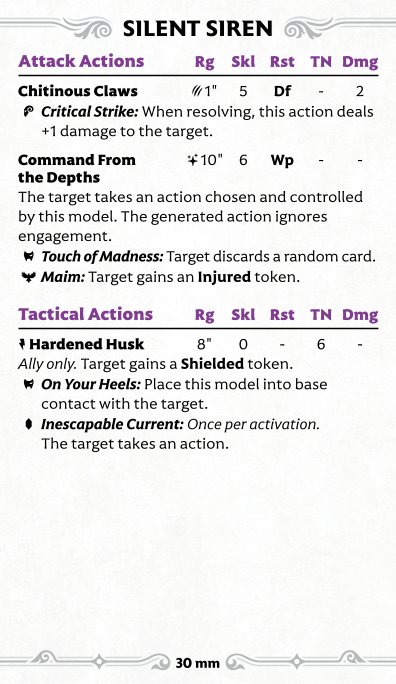 SILENT SIREN
Attack Actions Rg Skl Rst TN Dmg
Chitinous Claws 1" 5 Df - 2
Critical Strike: When resolving, this action deals
+1 damage to the target.
Command From 10" 6 Wp - -
the Depths
The target takes an action chosen and controlled
by this model. The generated action ignores
engagement.
Touch of Madness: Target discards a random card.
Maim: Target gains an Injured token.
Tactical Actions Rg Skl Rst TN Dmg
Hardened Husk 8" 0 - 6 -
Ally only. Target gains a Shielded token.
On Your Heels: Place this model into base
contact with the target.
Inescapable Current: Once per activation.
The target takes an action.
30 mm